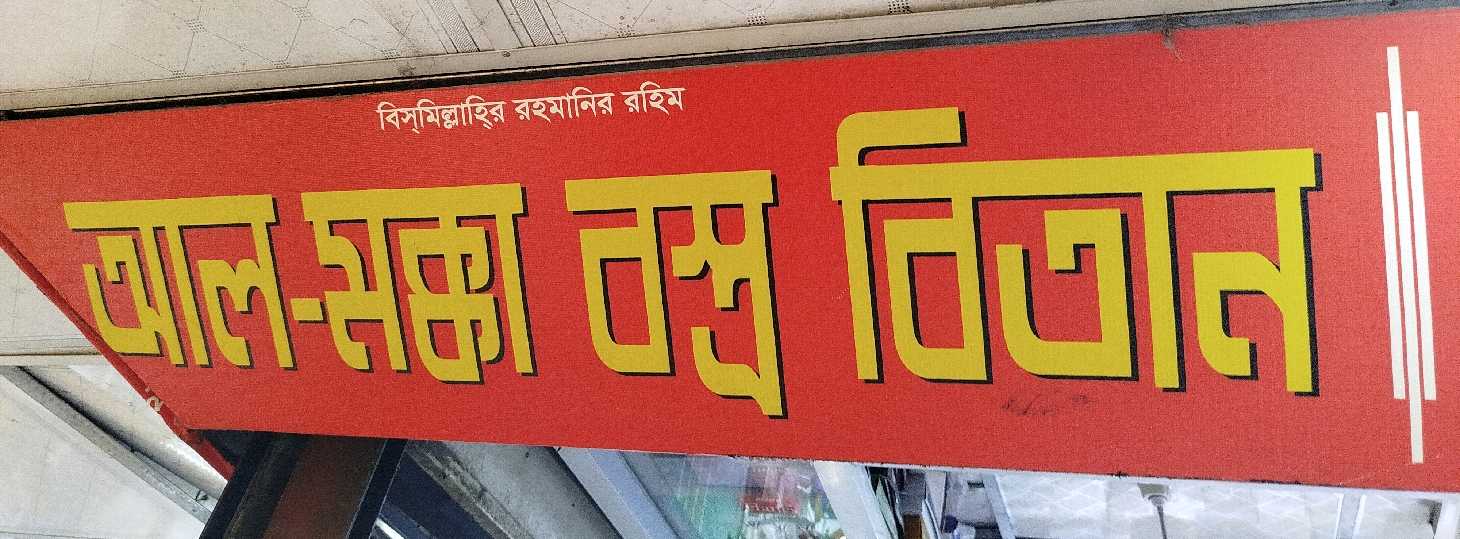 বিস্‌মিল্লাহি্র রহমানির রহিম
আল-মক্কা বস্ত্র বিতান